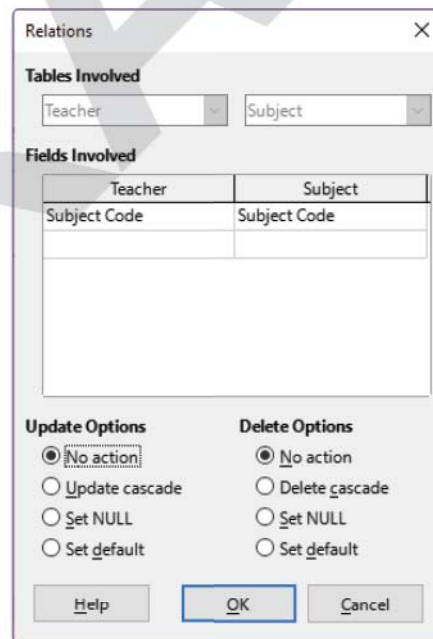 Relations
Tables Involved
Teacher Subject
Fields Involved
Teacher Subject
Subject Code Subject Code
Update Options Delete Options
No action No action
Update cascade Delete cascade
Set NULL Set NULL
Set default Set default
Help OK Cancel